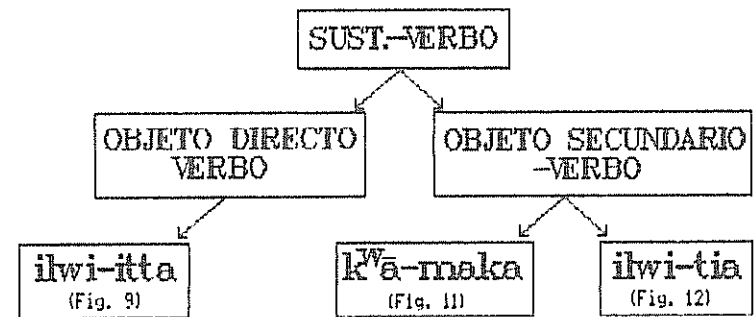 SUST.-VERBO
OBJETO DIRECTO
VERBO
OBJETO SECUNDARIO
-VERBO
ilwi-itta
(Fig. 9)
kʷā-maka
(Fig. 11)
ilwi-tia
(Fig. 12)